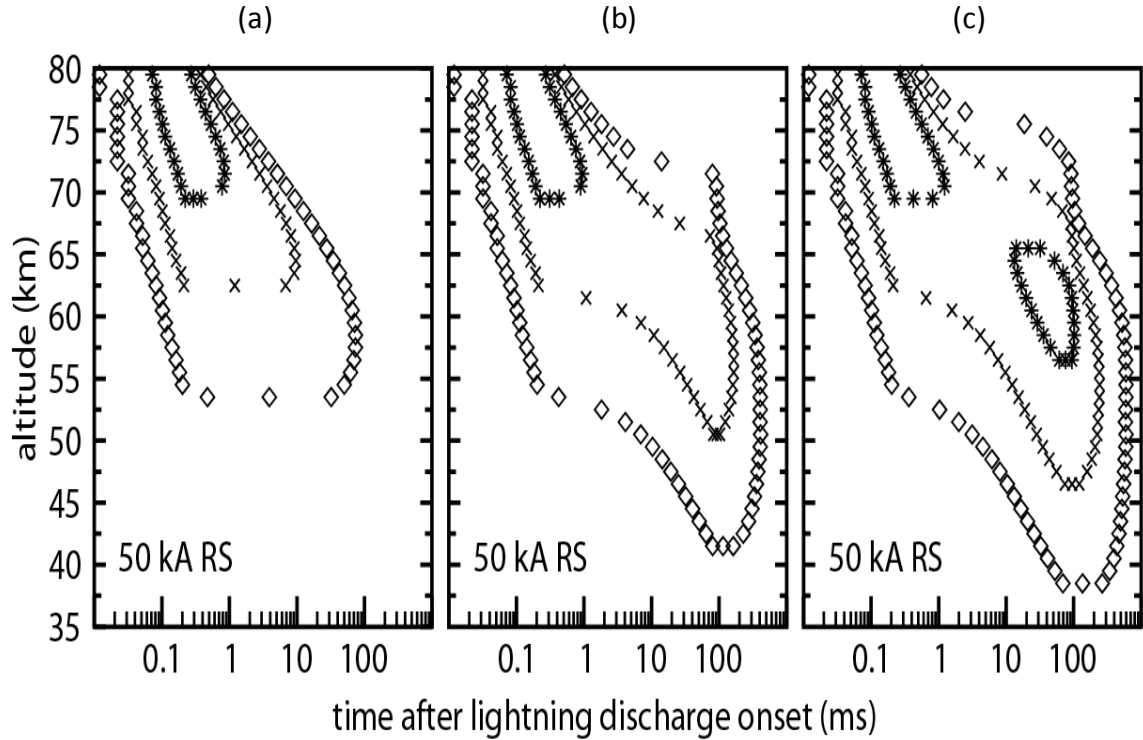 (a) (b) (c)
80
75
70
65
60
55
50
45
40
35
altitude (km)
50 kA RS 50 kA RS 50 kA RS
0.1 1 10 100 0.1 1 10 100 0.1 1 10 100
time after lightning discharge onset (ms)